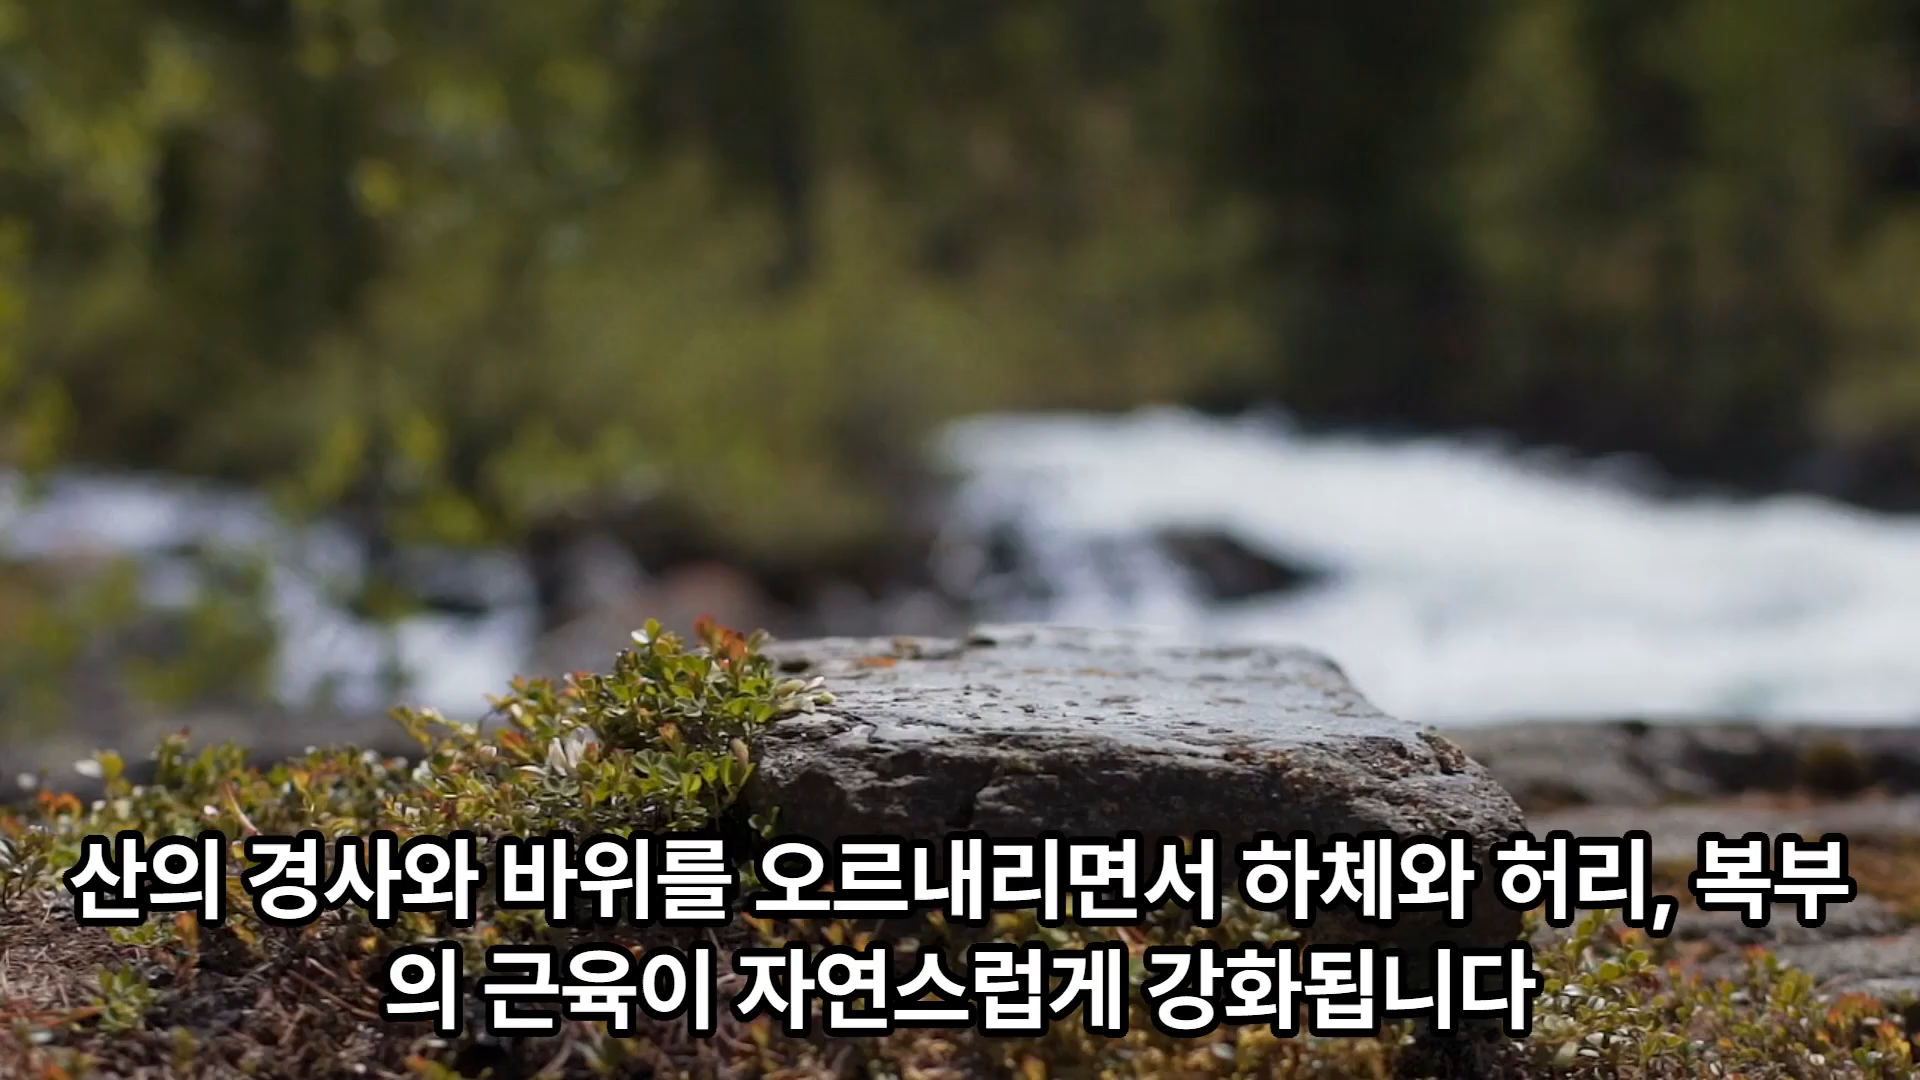 산의 경사와 바위를 오르내리면서 하체와 허리, 복부
의 근육이 자연스럽게 강화됩니다